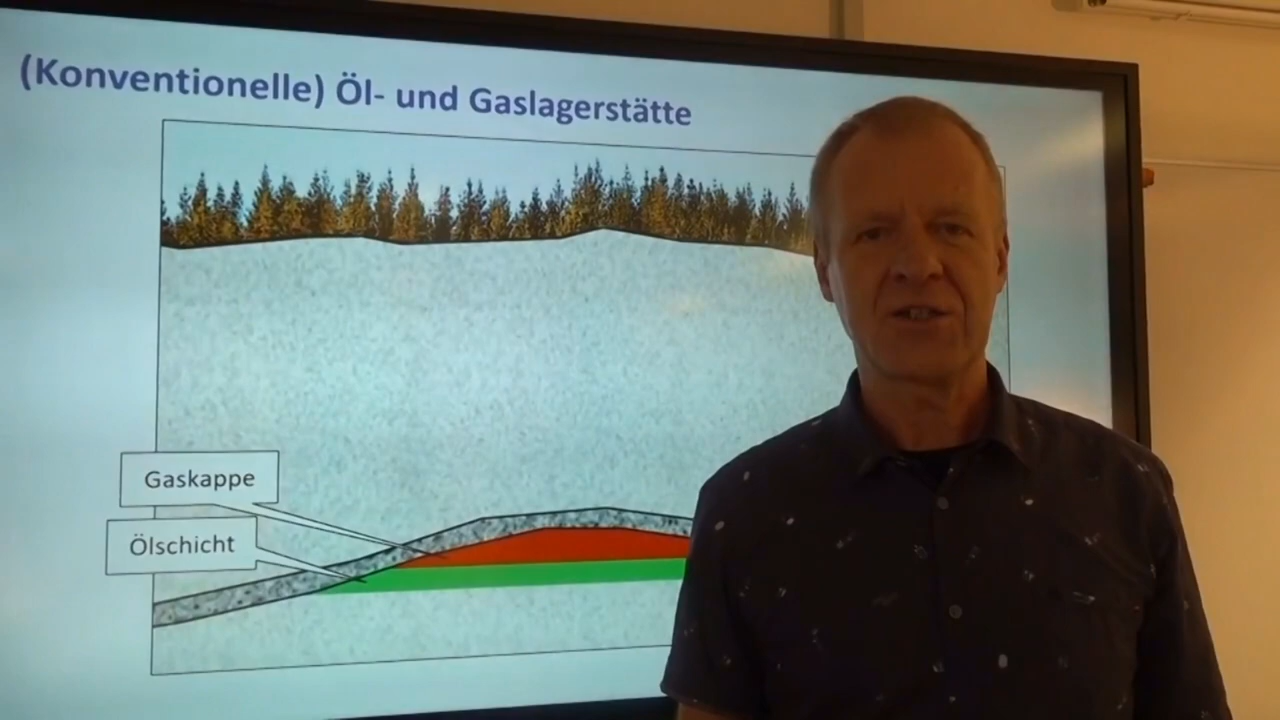 (Konventionelle) Öl- und Gaslagerstätte
Gaskappe
Ölschicht